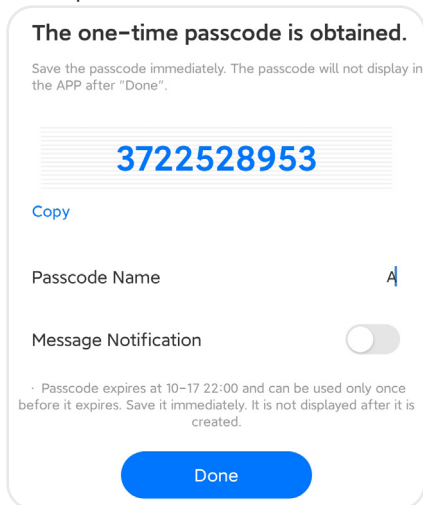 The one-time passcode is obtained.
Save the passcode immediately. The passcode will not display in
the APP after "Done".
3722528953
Copy
Passcode Name A
Message Notification
· Passcode expires at 10-17 22:00 and can be used only once
before it expires. Save it immediately. It is not displayed after it is
created.
Done